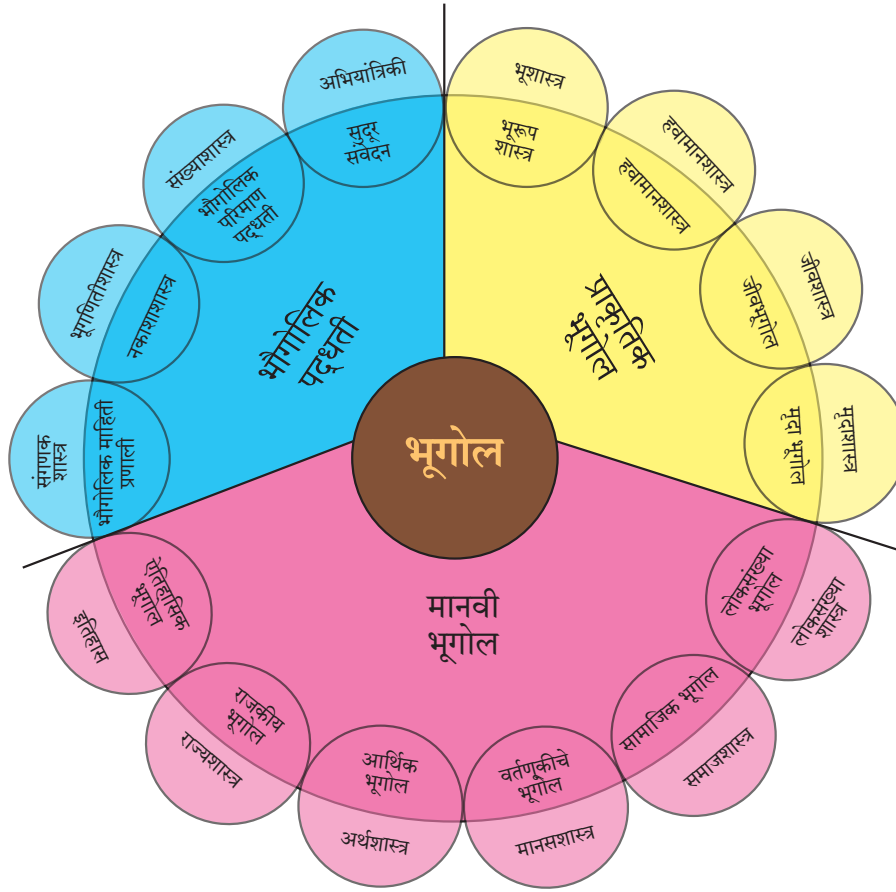 अभियांत्रिकी
सुदूर
संवेदन
संख्याशास्त्र
भौगोलिक
परिमाण
पद्धती
भूगणितीशास्त्र
नकाशाशास्त्र
संगणक
शास्त्र
भौगोलिक माहिती
प्रणाली
भौगोलिक
पद्धती
भूशास्त्र
भूरूप
शास्त्र
हवामानशास्त्र
हवामानशास्त्र
जीवशास्त्र
जीवभूगोल
मृदाशास्त्र
मृदा भूगोल
प्राकृतिक
भूगोल
भूगोल
मानवी
भूगोल
लोकसंख्या
भूगोल
लोकसंख्या
शास्त्र
सामाजिक भूगोल
समाजशास्त्र
वर्तणूकीचे
भूगोल
मानसशास्त्र
आर्थिक
भूगोल
अर्थशास्त्र
राजकीय
भूगोल
राज्यशास्त्र
ऐतिहासिक
भूगोल
इतिहास